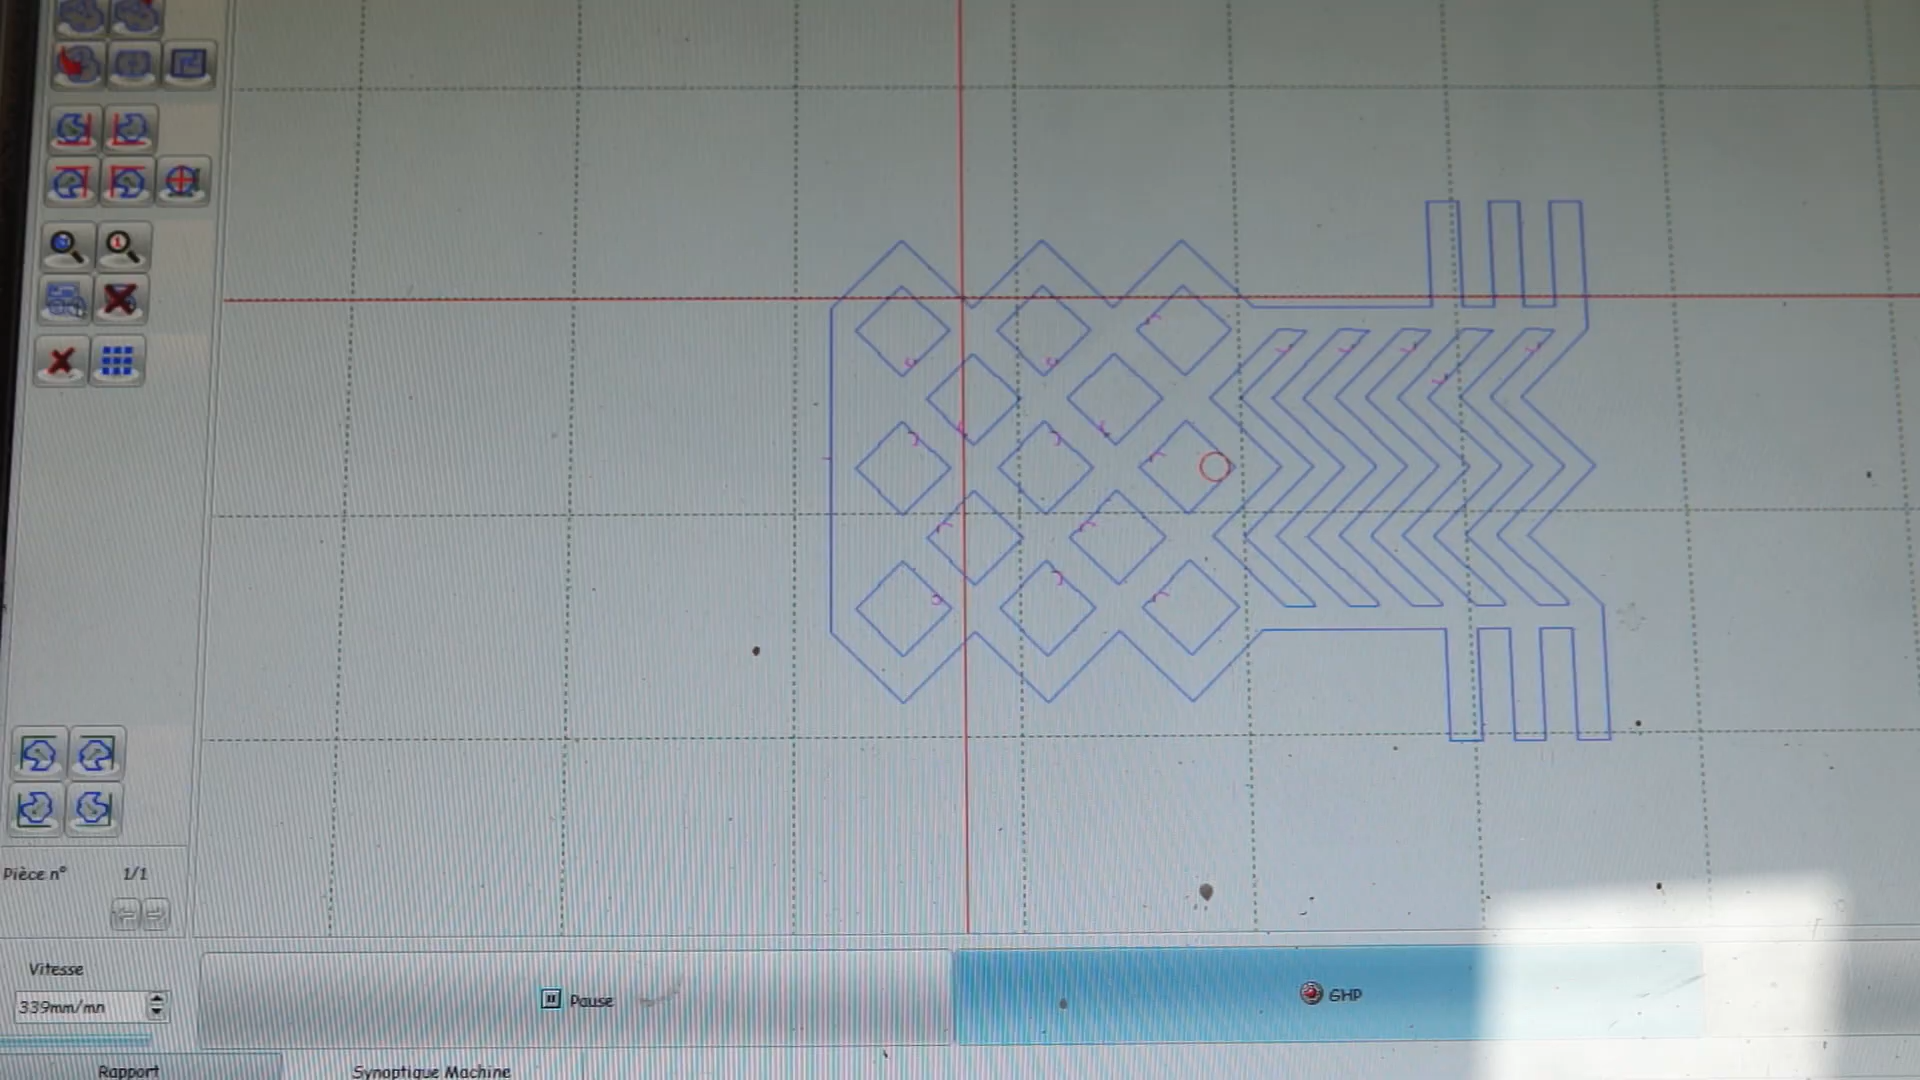 Pièce n° 1/1
Vitesse
339mm/mn
Pause
GHP
Rapport
Synoptique Machine